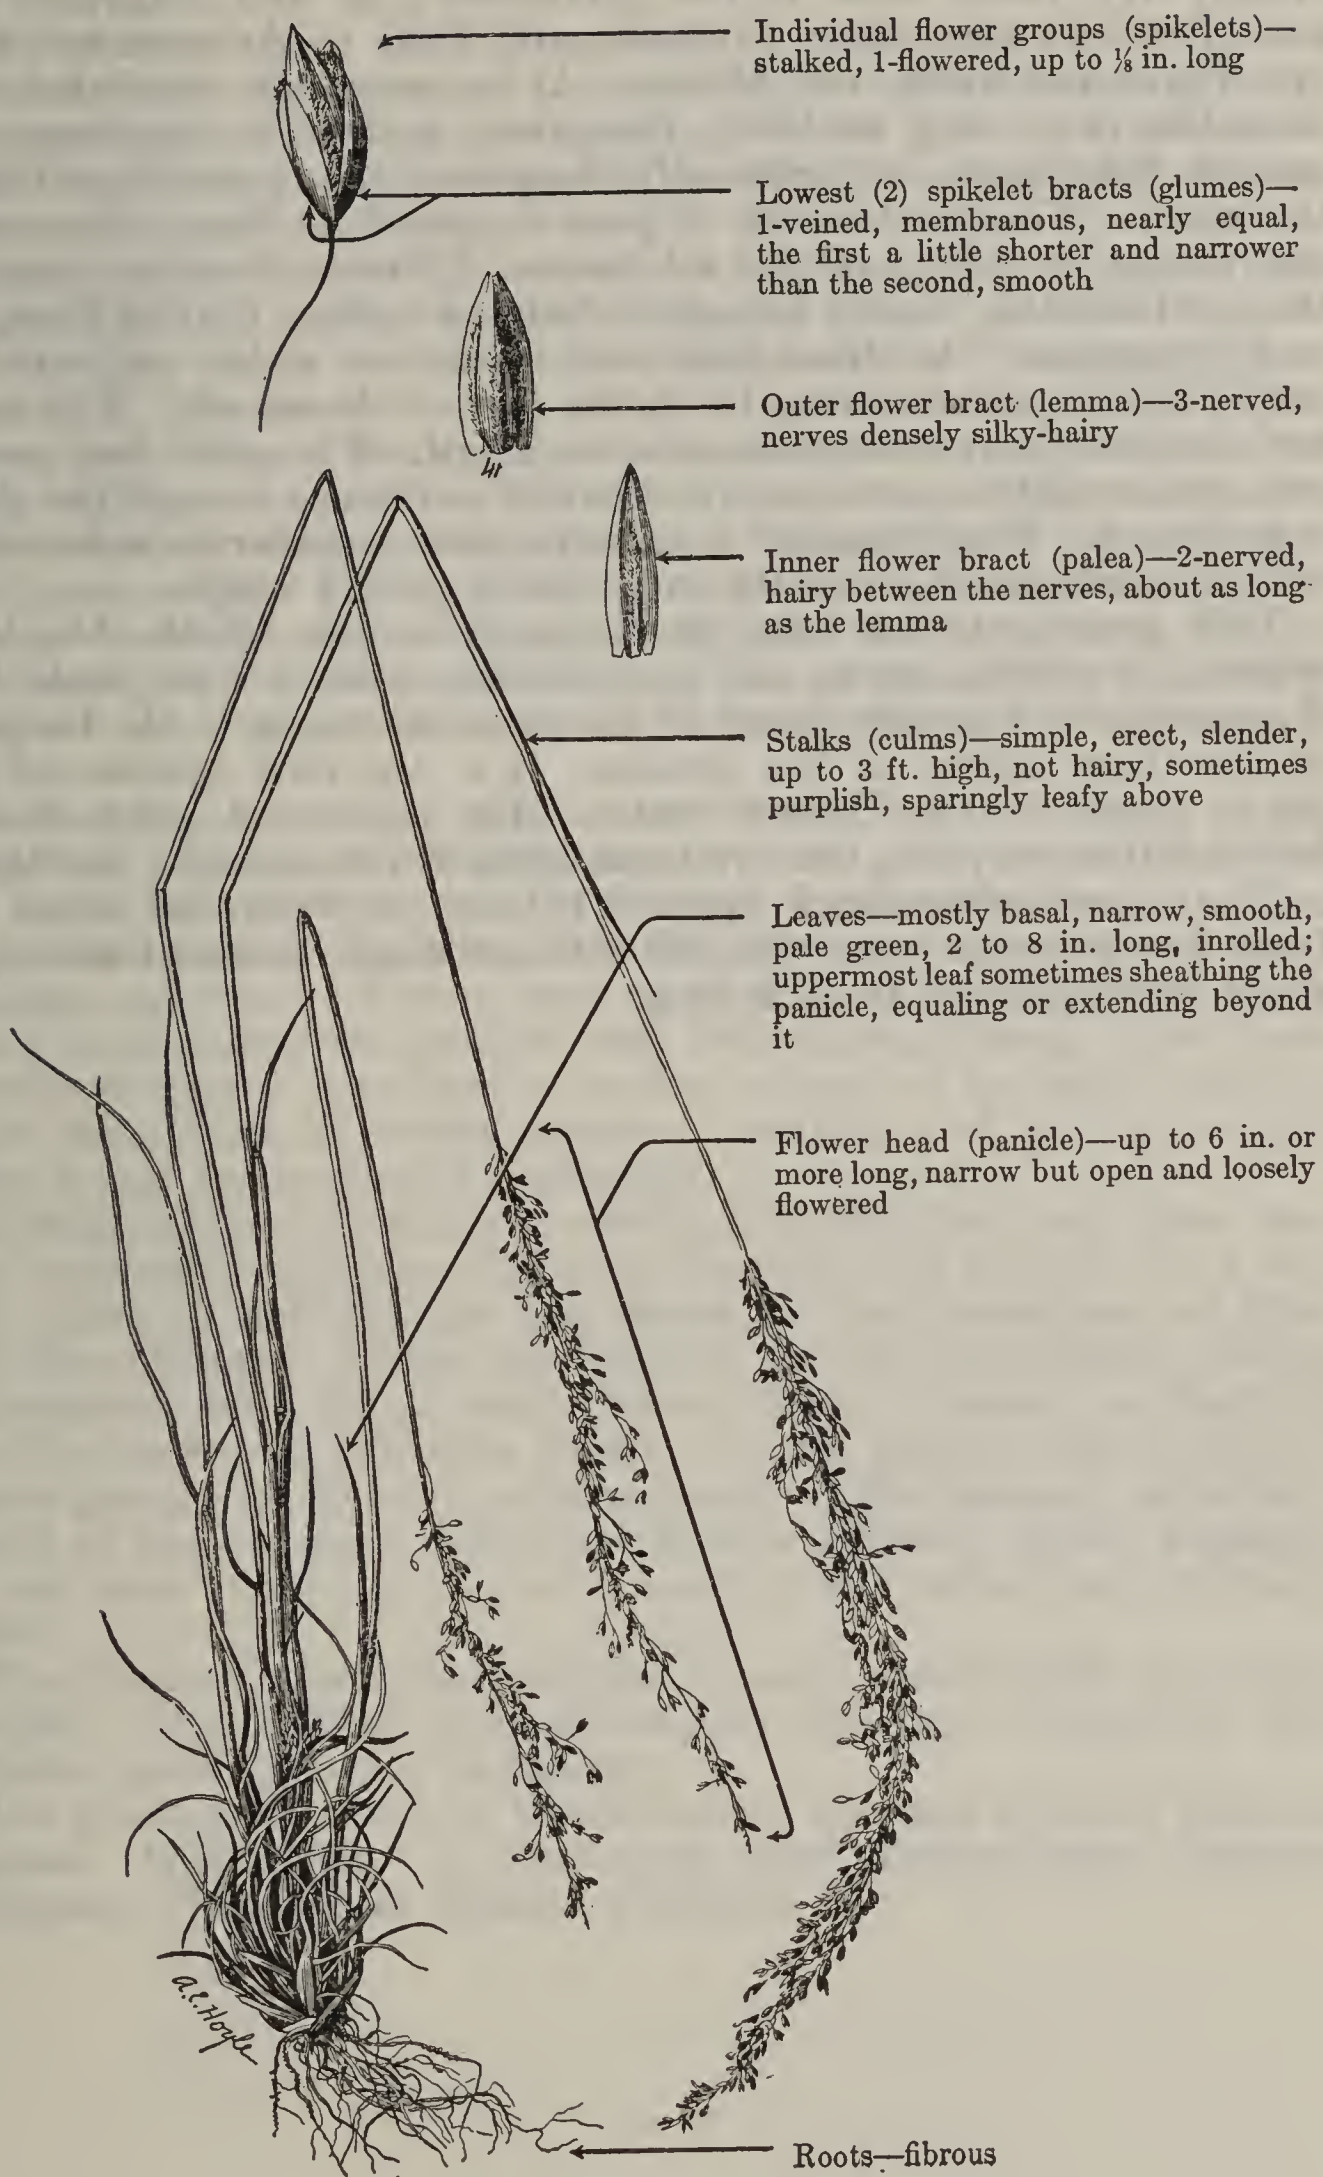 Individual flower groups (spikelets)—
stalked, 1-flowered, up to ⅛ in. long
Lowest (2) spikelet bracts (glumes)—
1-veined, membranous, nearly equal,
the first a little shorter and narrower
than the second, smooth
Outer flower bract (lemma)—3-nerved,
nerves densely silky-hairy
Inner flower bract (palea)—2-nerved,
hairy between the nerves, about as long
as the lemma
Stalks (culms)—simple, erect, slender,
up to 3 ft. high, not hairy, sometimes
purplish, sparingly leafy above
Leaves—mostly basal, narrow, smooth,
pale green, 2 to 8 in. long, inrolled;
uppermost leaf sometimes sheathing the
panicle, equaling or extending beyond
it
Flower head (panicle)—up to 6 in. or
more long, narrow but open and loosely
flowered
A.E. Hoyle
Roots—fibrous